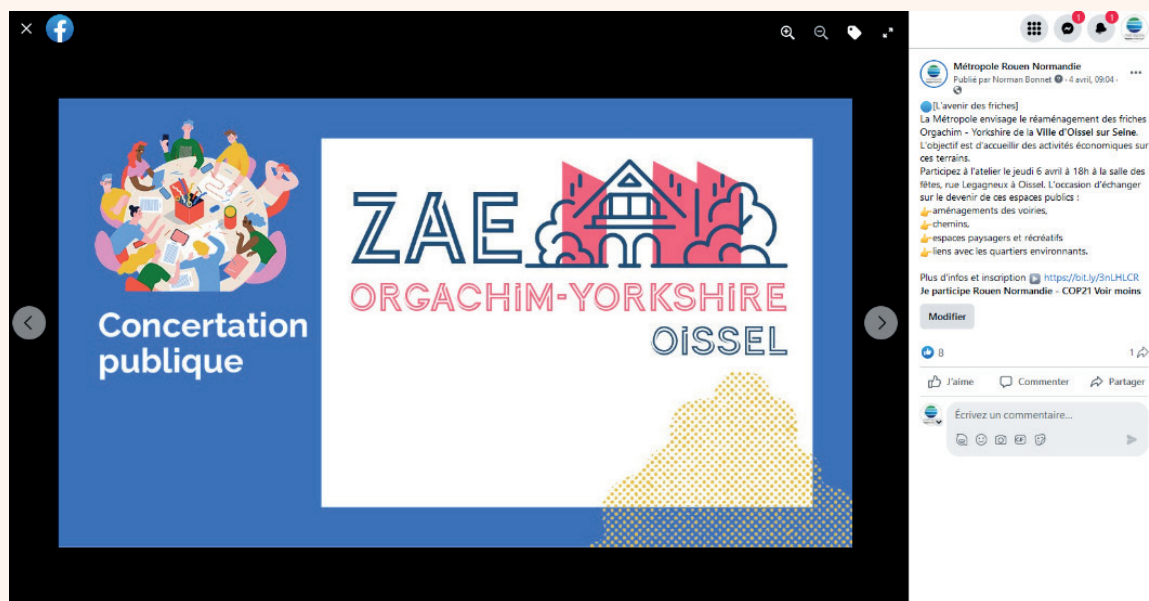 Concertation
publique
ZAE
ORGACHIM-YORKSHIRE
OISSEL
1
1
Métropole Rouen Normandie
Publié par Norman Bonnet · 4 avril, 09:04 ·
[L'avenir des friches]
La Métropole envisage le réaménagement des friches
Orgachim - Yorkshire de la Ville d'Oissel sur Seine.
L'objectif est d'accueillir des activités économiques sur
ces terrains.
Participez à l'atelier le jeudi 6 avril à 18h à la salle des
fêtes, rue Legagneux à Oissel. L'occasion d'échanger
sur le devenir de ces espaces publics :
👉aménagements des voiries,
👉chemins,
👉espaces paysagers et récréatifs
👉liens avec les quartiers environnants.
Plus d'infos et inscription ▶ https://bit.ly/3nLHLCR
Je participe Rouen Normandie - COP21 Voir moins
Modifier
8
1
J'aime Commenter Partager
Écrivez un commentaire...
GIF